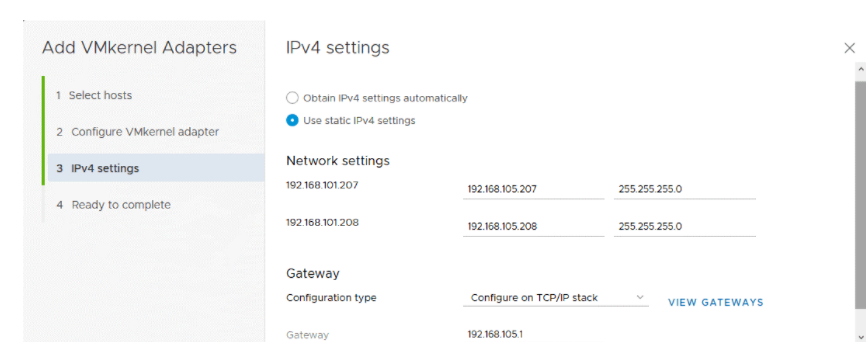 Add VMkernel Adapters
1 Select hosts
2 Configure VMkernel adapter
3 IPv4 settings
4 Ready to complete
IPv4 settings
Obtain IPv4 settings automatically
Use static IPv4 settings
Network settings
192.168.101.207 192.168.105.207 255.255.255.0
192.168.101.208 192.168.105.208 255.255.255.0
Gateway
Configuration type Configure on TCP/IP stack VIEW GATEWAYS
Gateway 192.168.105.1